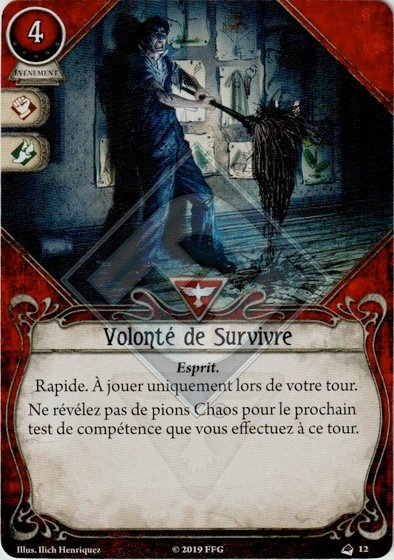 4
ÉVÉNEMENT
Volonté de Survivre
Esprit.
Rapide. À jouer uniquement lors de votre tour.
Ne révélez pas de pions Chaos pour le prochain
test de compétence que vous effectuez à ce tour.
Illus. Ilich Henriquez
© 2019 FFG
12